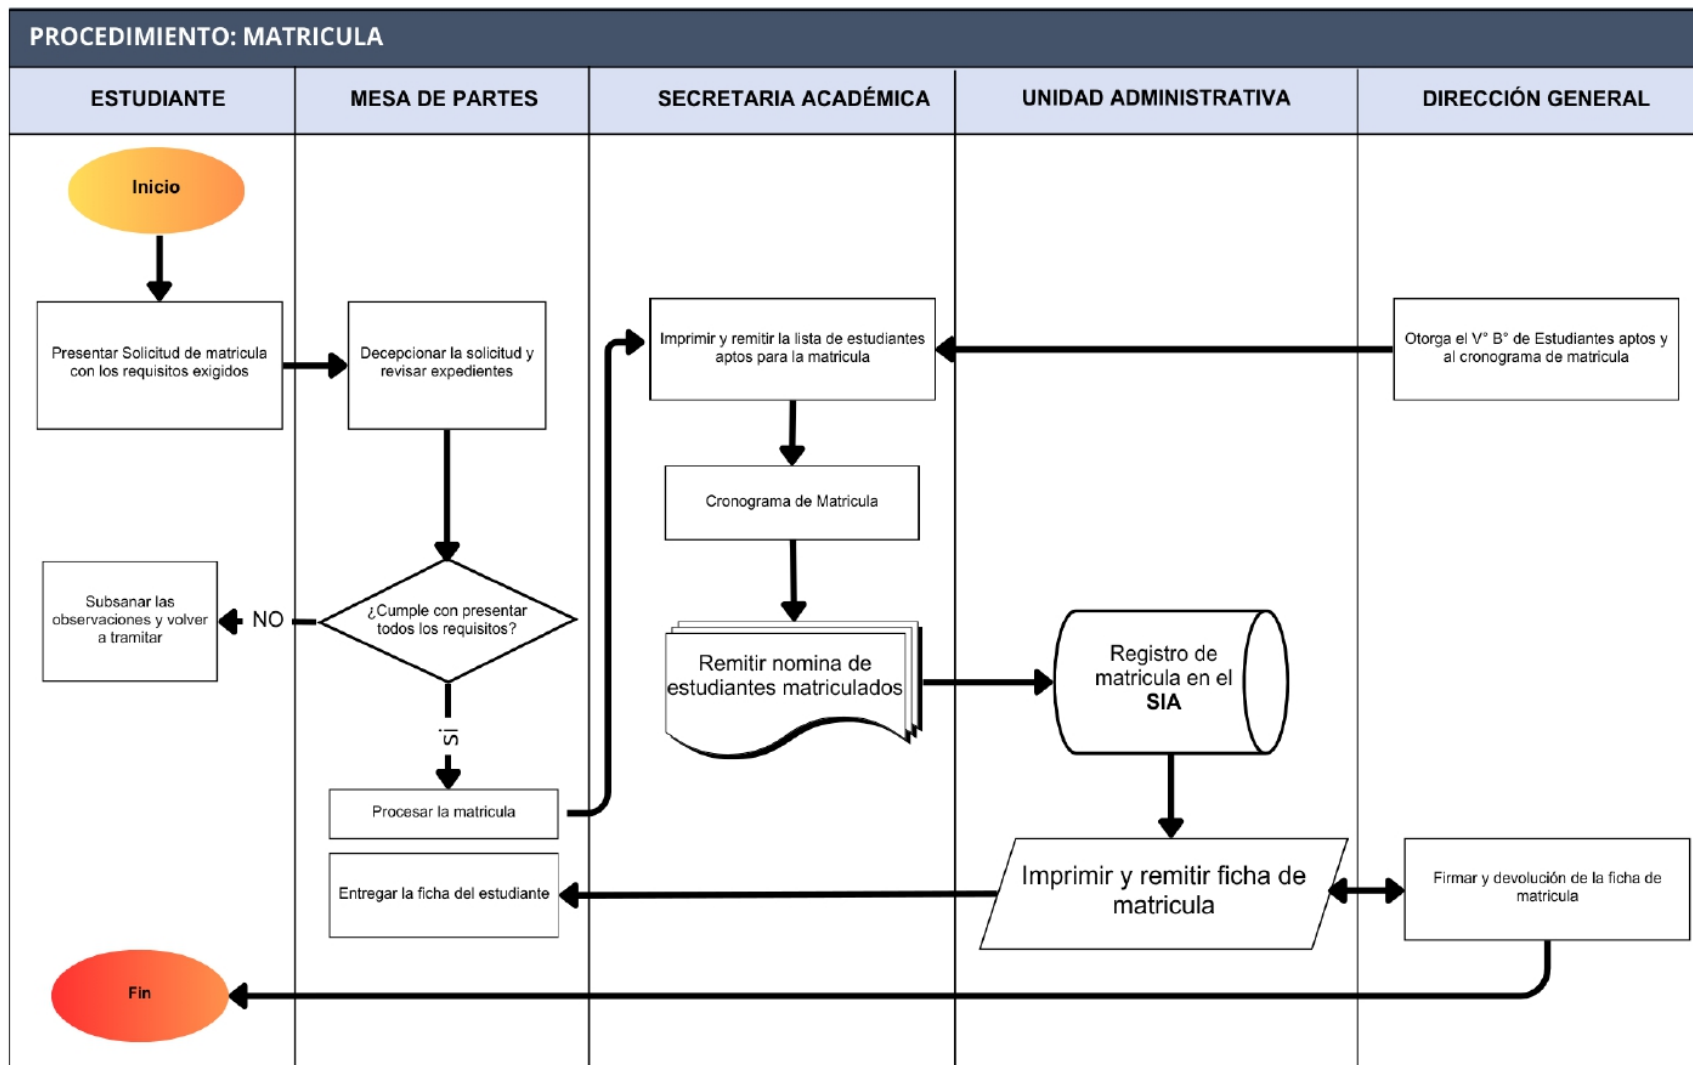 PROCEDIMIENTO: MATRICULA
ESTUDIANTE
MESA DE PARTES
SECRETARIA ACADÉMICA
UNIDAD ADMINISTRATIVA
DIRECCIÓN GENERAL
Inicio
Presentar Solicitud de matricula
con los requisitos exigidos
Decepcionar la solicitud y
revisar expedientes
Imprimir y remitir la lista de estudiantes
aptos para la matricula
Otorga el V° B° de Estudiantes aptos y
al cronograma de matricula
Cronograma de Matricula
Subsanar las
observaciones y volver
a tramitar
NO
¿Cumple con presentar
todos los requisitos?
si
Remitir nomina de
estudiantes matriculados
Registro de
matricula en el
SIA
Procesar la matricula
Entregar la ficha del estudiante
Imprimir y remitir ficha de
matricula
Firmar y devolución de la ficha de
matricula
Fin